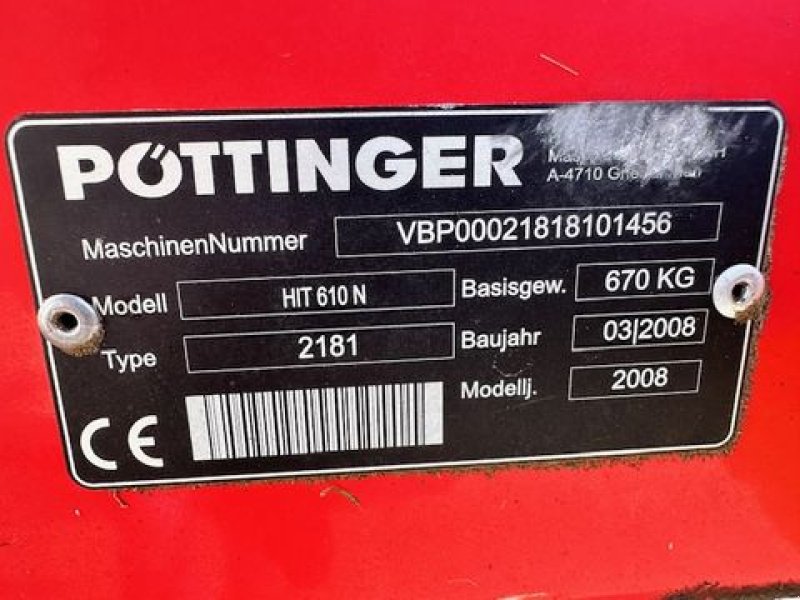 PÖTTINGER
A-4710
MaschinenNummer VBP00021818101456
Modell HIT 610 N Basisgew. 670 KG
Type 2181 Baujahr 03|2008
Modellj. 2008
CE